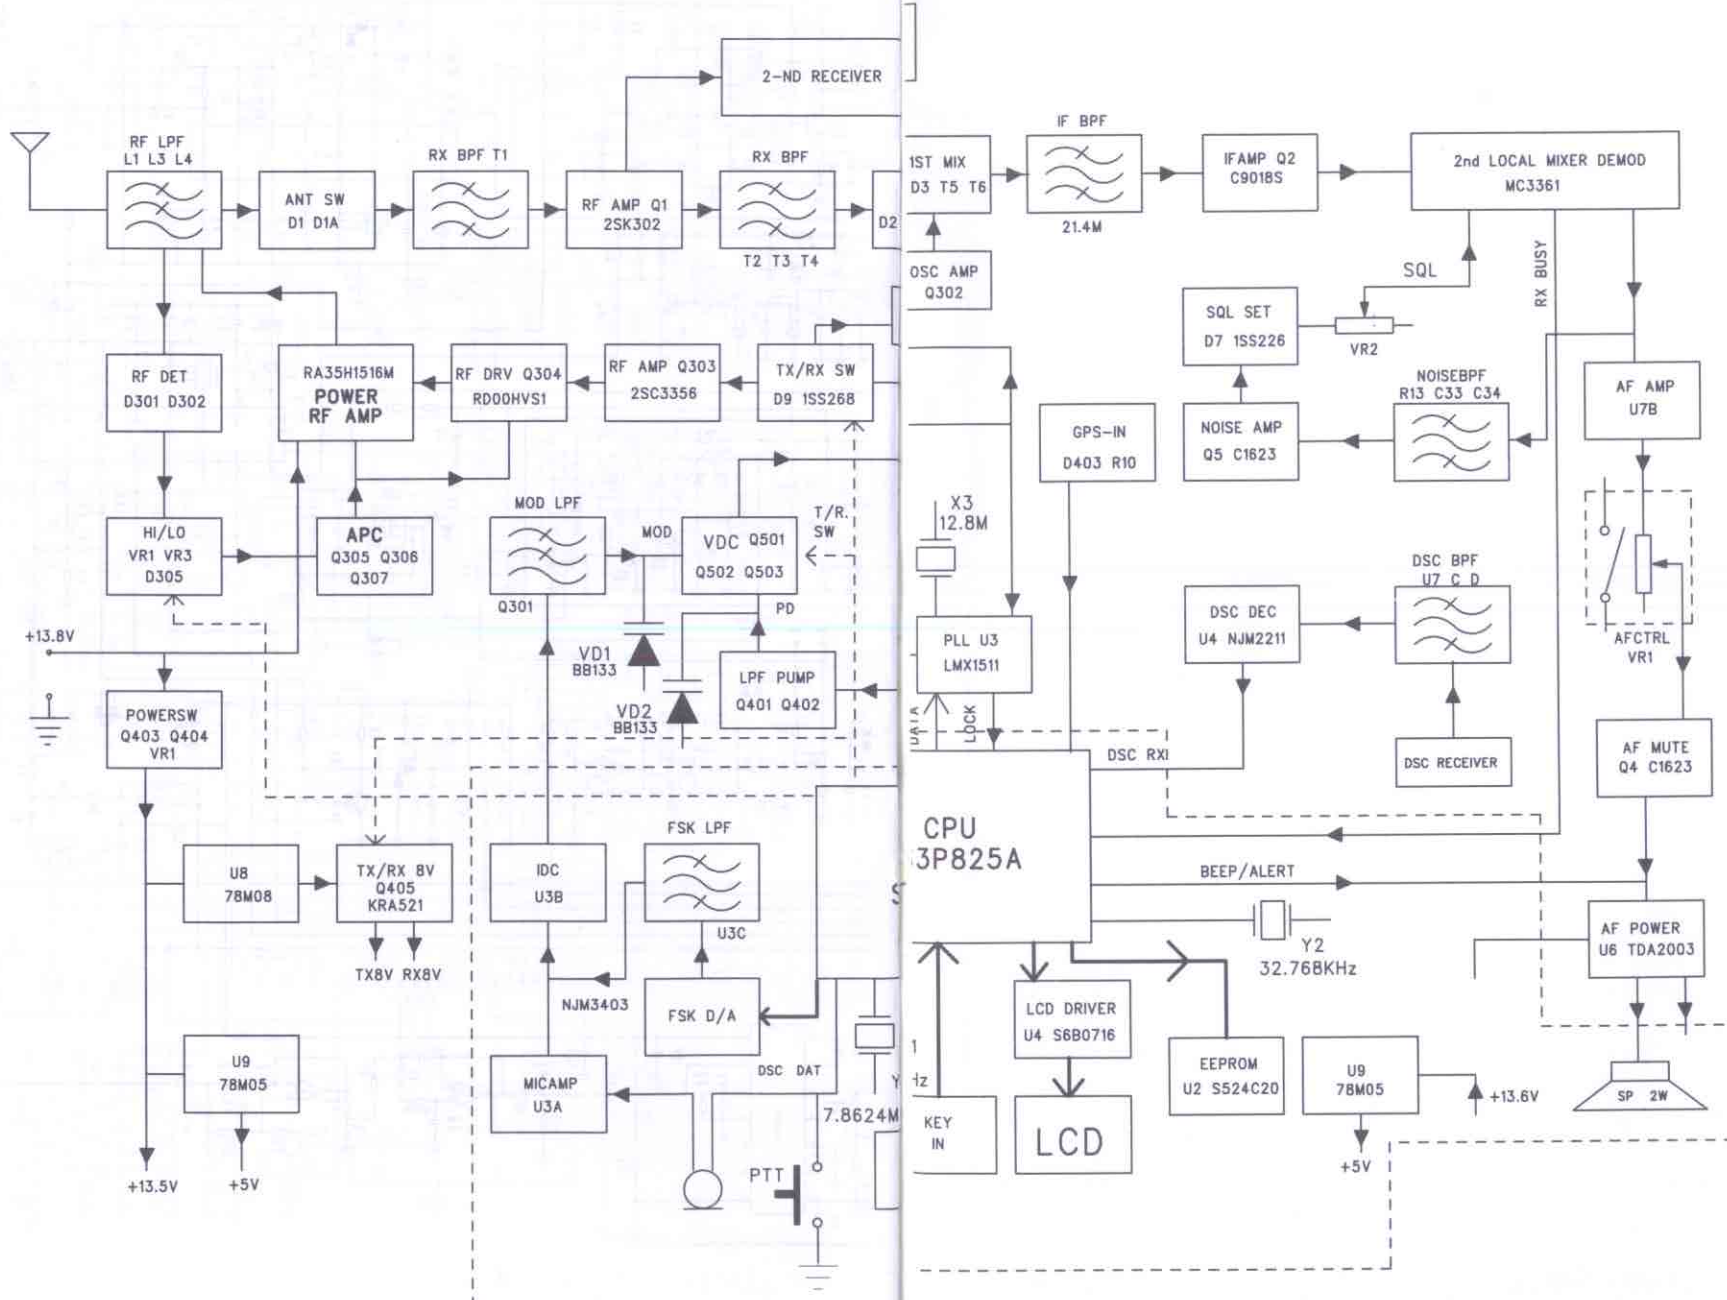 2-ND RECEIVER
RF LPF
L1 L3 L4
ANT SW
D1 D1A
RX BPF T1
RF AMP Q1
2SK302
RX BPF
T2 T3 T4
D2
1ST MIX
D3 T5 T6
OSC AMP
Q302
IF BPF
21.4M
IFAMP Q2
C9018S
2nd LOCAL MIXER DEMOD
MC3361
SQL
RX BUSY
SQL SET
D7 1SS226
VR2
NOISEBPF
R13 C33 C34
NOISE AMP
Q5 C1623
AF AMP
U7B
RF DET
D301 D302
RA35H1516M
POWER
RF AMP
RF DRV Q304
RD00HVS1
RF AMP Q303
2SC3356
TX/RX SW
D9 1SS268
GPS-IN
D403 R10
HI/LO
VR1 VR3
D305
APC
Q305 Q306
Q307
MOD LPF
Q301
MOD
VDC Q501
Q502 Q503
T/R.
SW
PD
X3
12.8M
PLL U3
LMX1511
DATA
LOCK
DSC DEC
U4 NJM2211
DSC BPF
U7 C D
DSC RECEIVER
DSC RX
AFCTRL
VR1
AF MUTE
Q4 C1623
+13.8V
POWERSW
Q403 Q404
VR1
VD1
BB133
VD2
BB133
LPF PUMP
Q401 Q402
CPU
3P825A
BEEP/ALERT
Y2
32.768KHz
AF POWER
U6 TDA2003
U8
78M08
TX/RX 8V
Q405
KRA521
TX8V RX8V
IDC
U3B
FSK LPF
U3C
NJM3403
FSK D/A
U9
78M05
+13.5V
+5V
MICAMP
U3A
DSC DAT
7.8624M
PTT
KEY
IN
LCD DRIVER
U4 S6B0716
LCD
EEPROM
U2 S524C20
U9
78M05
+13.6V
+5V
SP 2W